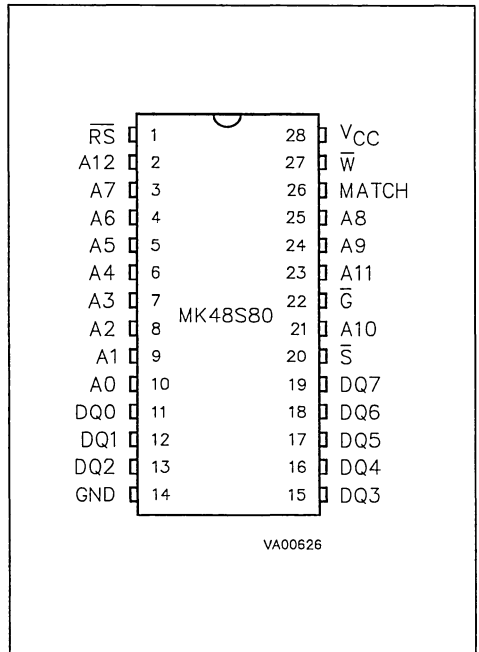 R̅S̅ 1 28 VCC
A12 2 27 W̅
A7 3 26 MATCH
A6 4 25 A8
A5 5 24 A9
A4 6 23 A11
A3 7 22 G̅
MK48S80
A2 8 21 A10
A1 9 20 S̅
A0 10 19 DQ7
DQ0 11 18 DQ6
DQ1 12 17 DQ5
DQ2 13 16 DQ4
GND 14 15 DQ3
VA00626